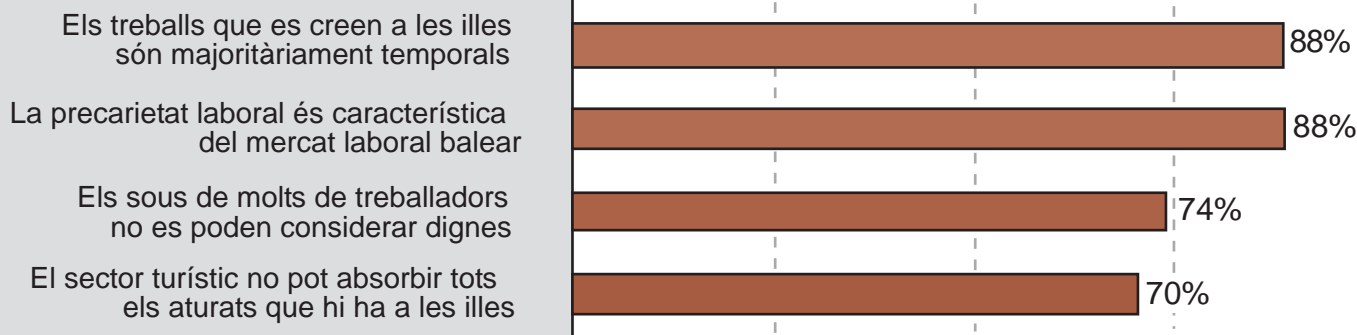 Els treballs que es creen a les illes
són majoritàriament temporals
88%
La precarietat laboral és característica
del mercat laboral balear
88%
Els sous de molts de treballadors
no es poden considerar dignes
74%
El sector turístic no pot absorbir tots
els aturats que hi ha a les illes
70%